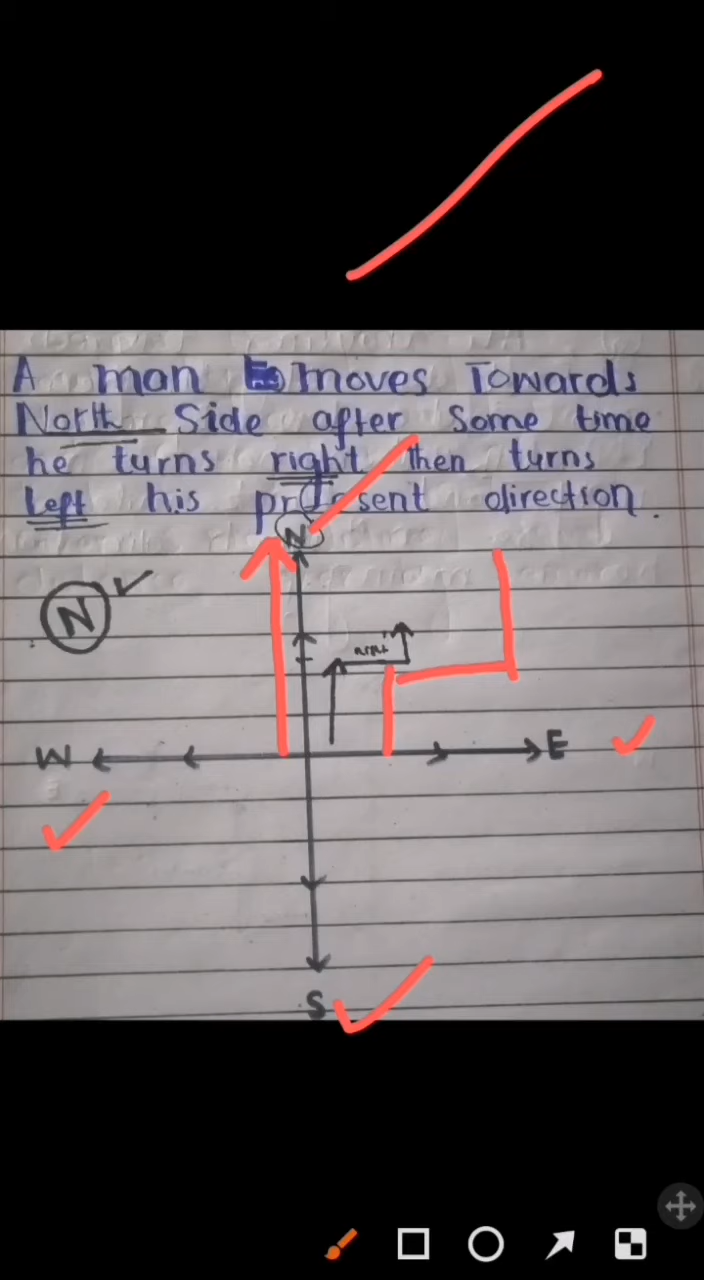 A man moves Towards
North Side after Some time
he turns right then turns
Left his present direction.
N
N
W
E
S